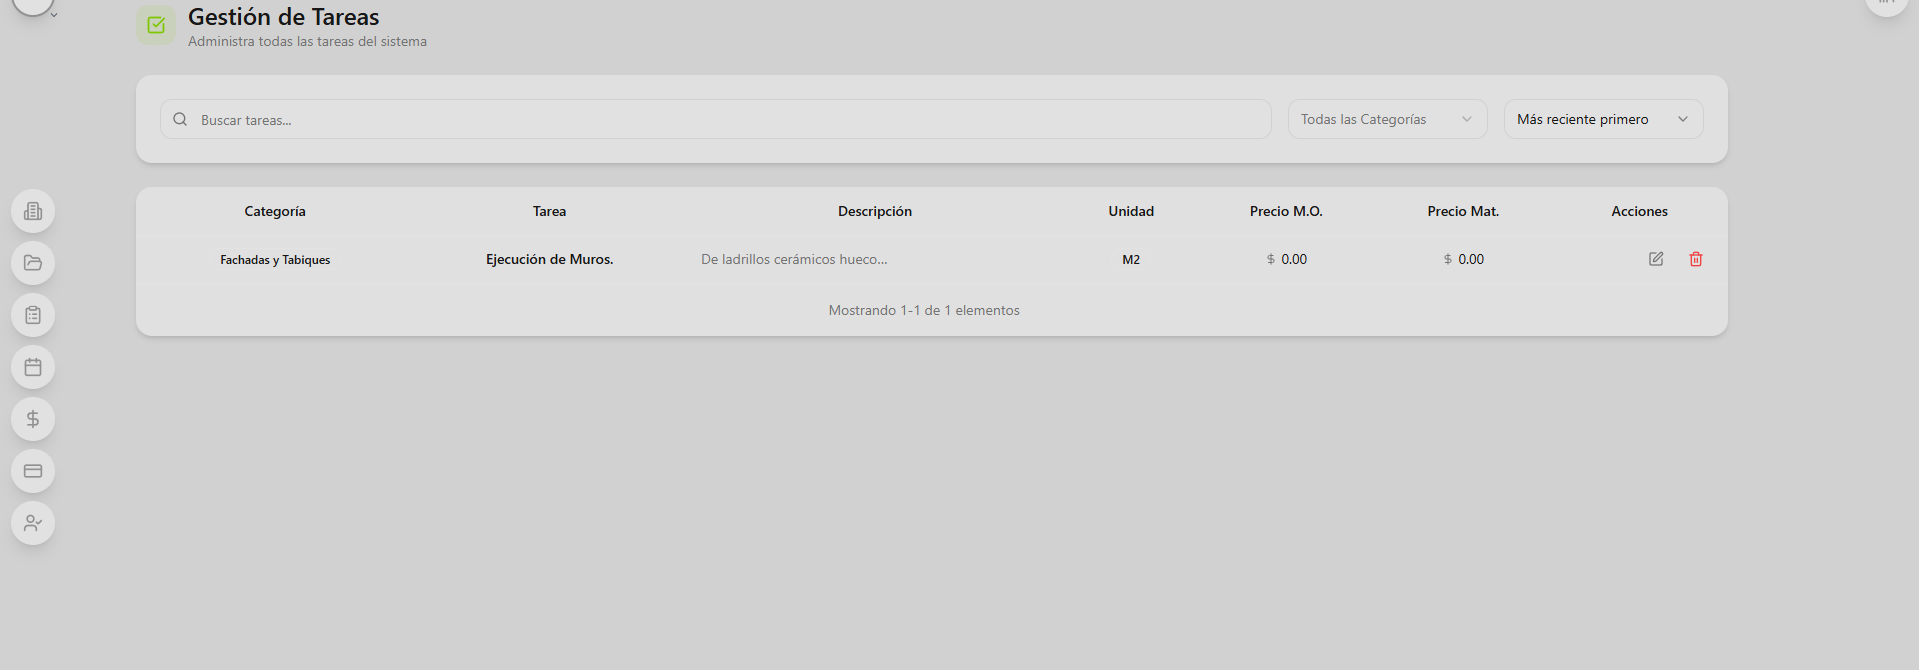 Gestión de Tareas
Administra todas las tareas del sistema
Buscar tareas...
Todas las Categorías
Más reciente primero
Categoría Tarea Descripción Unidad Precio M.O. Precio Mat. Acciones
Fachadas y Tabiques Ejecución de Muros. De ladrillos cerámicos hueco... M2 $ 0.00 $ 0.00
Mostrando 1-1 de 1 elementos